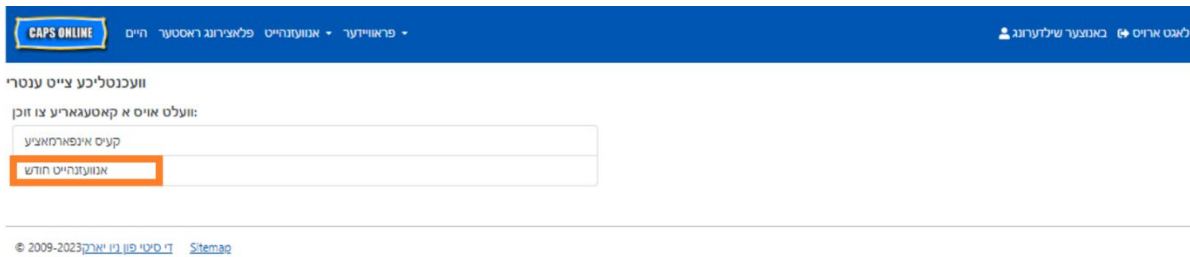 CAPS ONLINE היים פלאצירונג ראסטער אנוועזנהייט פראוויידער באנוצער שילדערונג לאגט ארויס
וועכנטליכע צייט ענטרי
וועלט אויס א קאטעגאריע צו זוכן:
קעיס אינפארמאציע
אנוועזנהייט חודש
© 2009-2023 די סיטי פון ניו יארק Sitemap